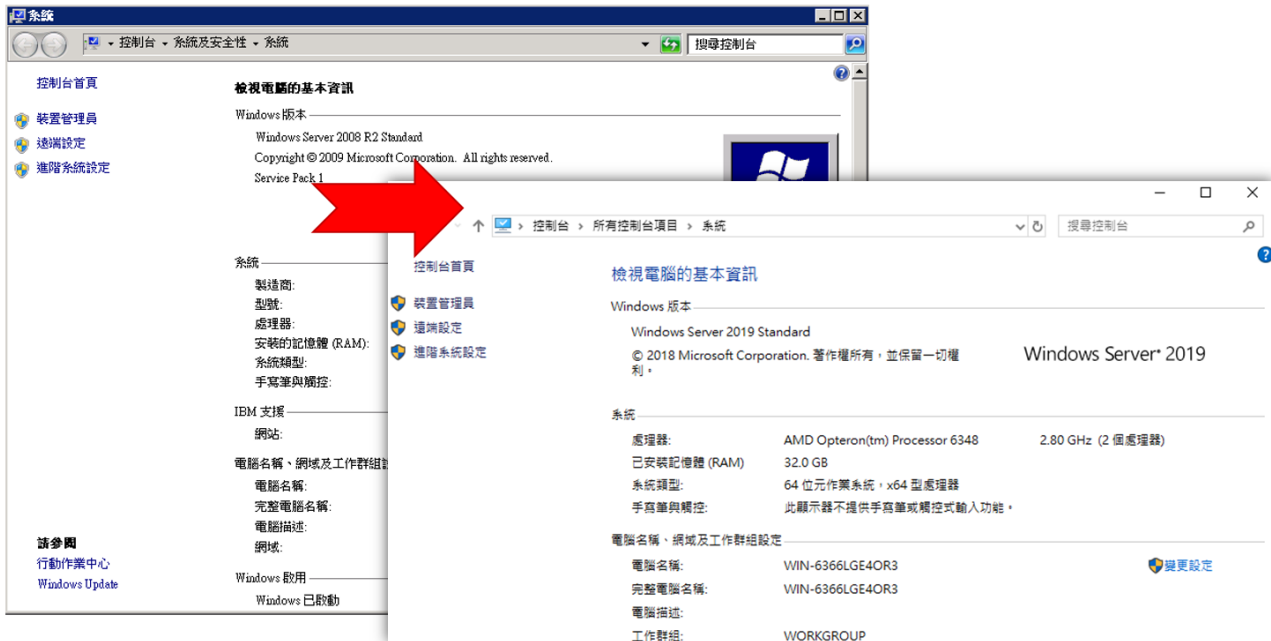 系統
控制台 系統及安全性 系統
搜尋控制台
控制台首頁
裝置管理員
遠端設定
進階系統設定
檢視電腦的基本資訊
Windows 版本
Windows Server 2008 R2 Standard
Copyright © 2009 Microsoft Corporation. All rights reserved.
Service Pack 1
系統
製造商:
型號:
處理器:
安裝的記憶體 (RAM):
系統類型:
手寫筆與觸控:
IBM 支援
網站:
電腦名稱、網域及工作群組
電腦名稱:
完整電腦名稱:
電腦描述:
網域:
Windows 啟用
Windows 已啟動
請參閱
行動作業中心
Windows Update
控制台 › 所有控制台項目 › 系統
搜尋控制台
控制台首頁
裝置管理員
遠端設定
進階系統設定
檢視電腦的基本資訊
Windows 版本
Windows Server 2019 Standard
© 2018 Microsoft Corporation. 著作權所有，並保留一切權
利。
Windows Server 2019
系統
處理器: AMD Opteron(tm) Processor 6348 2.80 GHz (2 個處理器)
已安裝記憶體 (RAM) 32.0 GB
系統類型: 64 位元作業系統，x64 型處理器
手寫筆與觸控: 此顯示器不提供手寫筆或觸控式輸入功能。
電腦名稱、網域及工作群組設定
電腦名稱: WIN-6366LGE4OR3 變更設定
完整電腦名稱: WIN-6366LGE4OR3
電腦描述:
工作群組: WORKGROUP